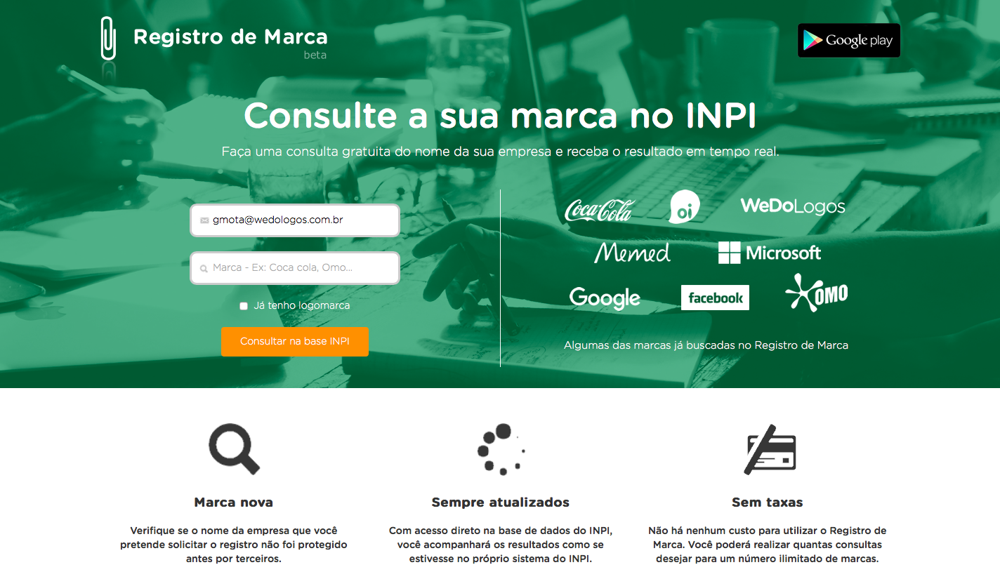 Registro de Marca
beta
Google play
Consulte a sua marca no INPI
Faça uma consulta gratuita do nome da sua empresa e receba o resultado em tempo real.
gmota@wedologos.com.br
Marca - Ex: Coca cola, Omo...
Já tenho logomarca
Consultar na base INPI
Coca-Cola
oi
WeDoLogos
Memed
Microsoft
Google
facebook
OMO
Algumas das marcas já buscadas no Registro de Marca
Marca nova
Verifique se o nome da empresa que você
pretende solicitar o registro não foi protegido
antes por terceiros.
Sempre atualizados
Com acesso direto na base de dados do INPI,
você acompanhará os resultados como se
estivesse no próprio sistema do INPI.
Sem taxas
Não há nenhum custo para utilizar o Registro de
Marca. Você poderá realizar quantas consultas
desejar para um número ilimitado de marcas.